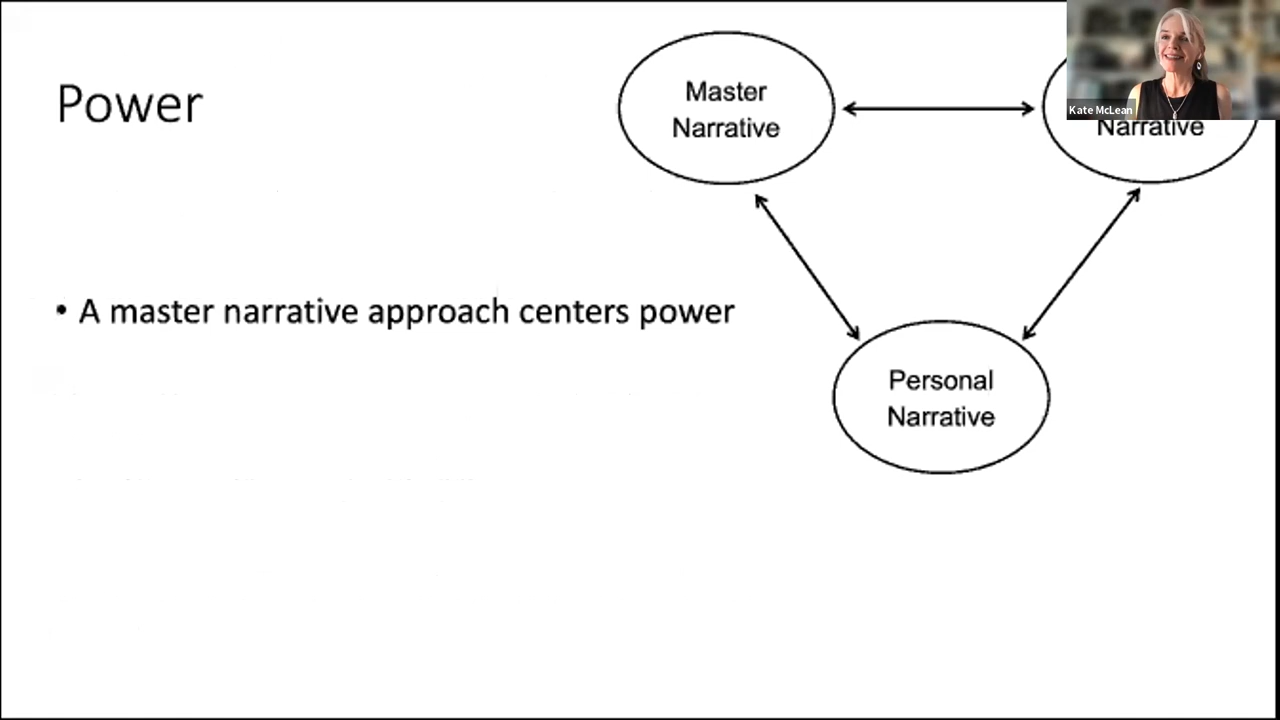 Power
Master
Narrative
Kate McLean
Narrative
• A master narrative approach centers power
Personal
Narrative